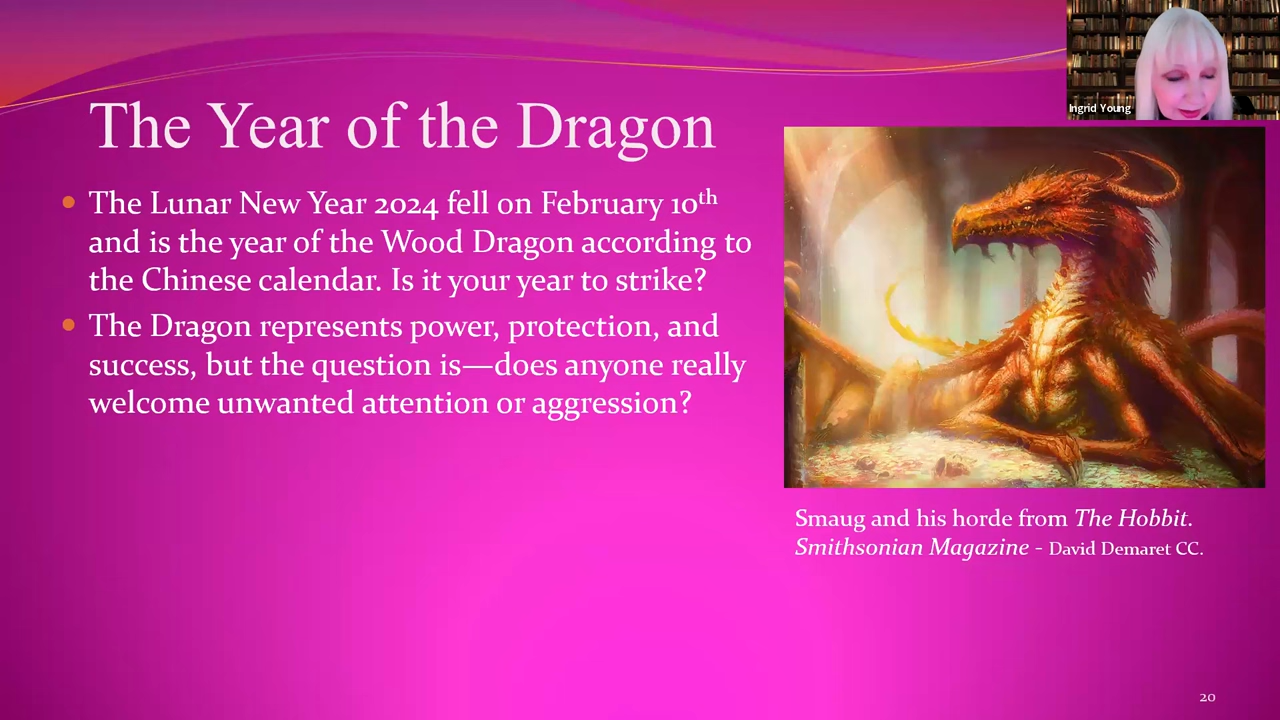 Ingrid Young
The Year of the Dragon
• The Lunar New Year 2024 fell on February 10th
and is the year of the Wood Dragon according to
the Chinese calendar. Is it your year to strike?
• The Dragon represents power, protection, and
success, but the question is—does anyone really
welcome unwanted attention or aggression?
Smaug and his horde from The Hobbit.
Smithsonian Magazine - David Demaret CC.
20